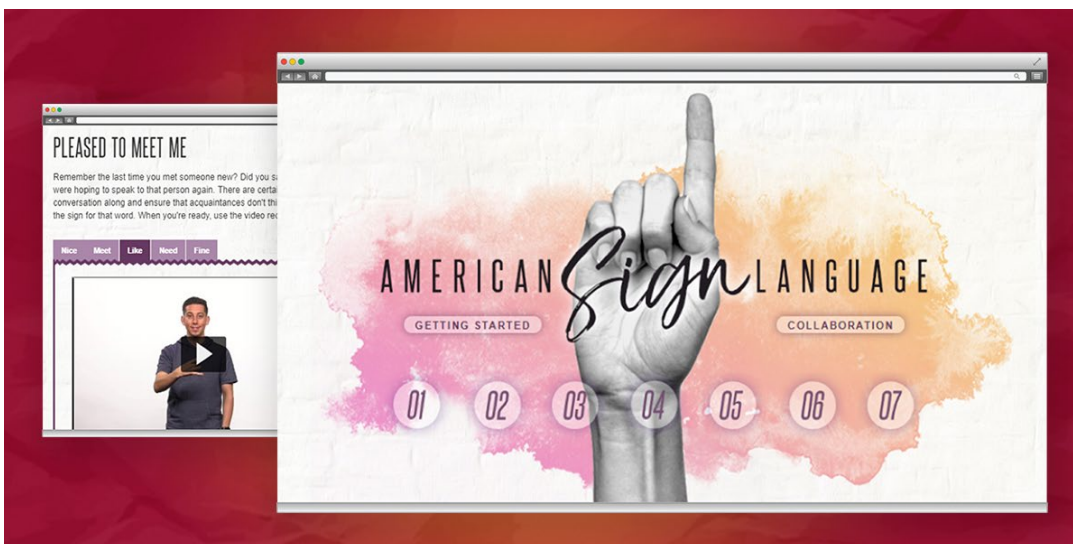 PLEASED TO MEET ME
Remember the last time you met someone new? Did you
were hoping to speak to that person again. There are
conversation along and ensure that acquaintances don't
the sign for that word. When you're ready, use the video
Nice Meet Like Need Fine
AMERICAN Sign LANGUAGE
GETTING STARTED
COLLABORATION
01 02 03 04 05 06 07